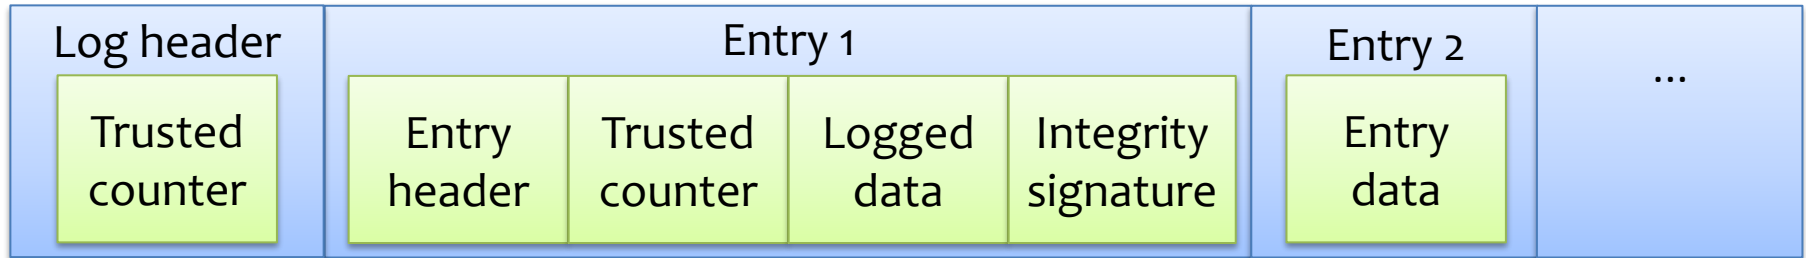 Log header
Trusted
counter
Entry 1
Entry
header
Trusted
counter
Logged
data
Integrity
signature
Entry 2
Entry
data
...